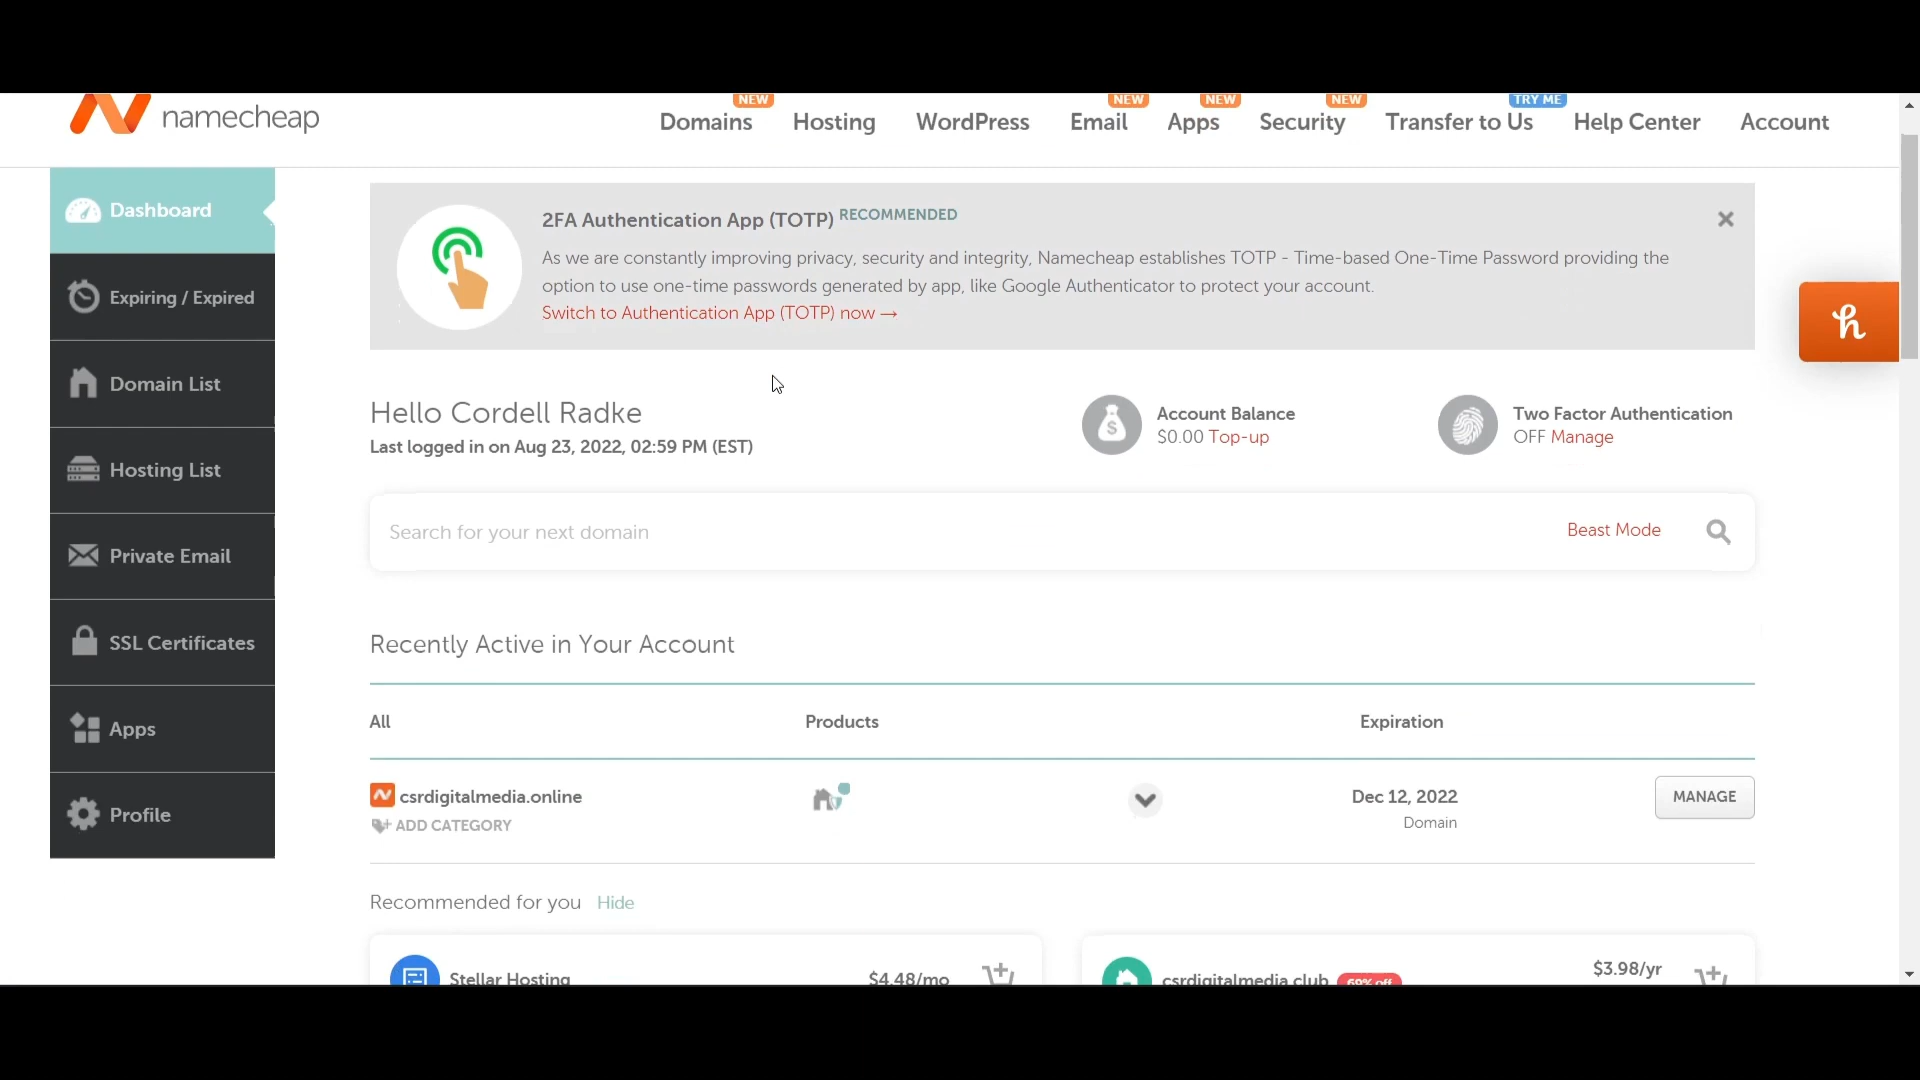 namecheap
NEW NEW NEW NEW TRY ME
Domains Hosting WordPress Email Apps Security Transfer to Us Help Center Account
Dashboard
Expiring / Expired
Domain List
Hosting List
Private Email
SSL Certificates
Apps
Profile
2FA Authentication App (TOTP) RECOMMENDED
As we are constantly improving privacy, security and integrity, Namecheap establishes TOTP - Time-based One-Time Password providing the
option to use one-time passwords generated by app, like Google Authenticator to protect your account.
Switch to Authentication App (TOTP) now →
Hello Cordell Radke
Last logged in on Aug 23, 2022, 02:59 PM (EST)
Account Balance
$0.00 Top-up
Two Factor Authentication
OFF Manage
Search for your next domain Beast Mode
Recently Active in Your Account
All Products Expiration
csrdigitalmedia.online Dec 12, 2022 MANAGE
ADD CATEGORY Domain
Recommended for you Hide
Stellar Hosting $4.48/mo
csrdigitalmedia.club 69% off $3.98/yr